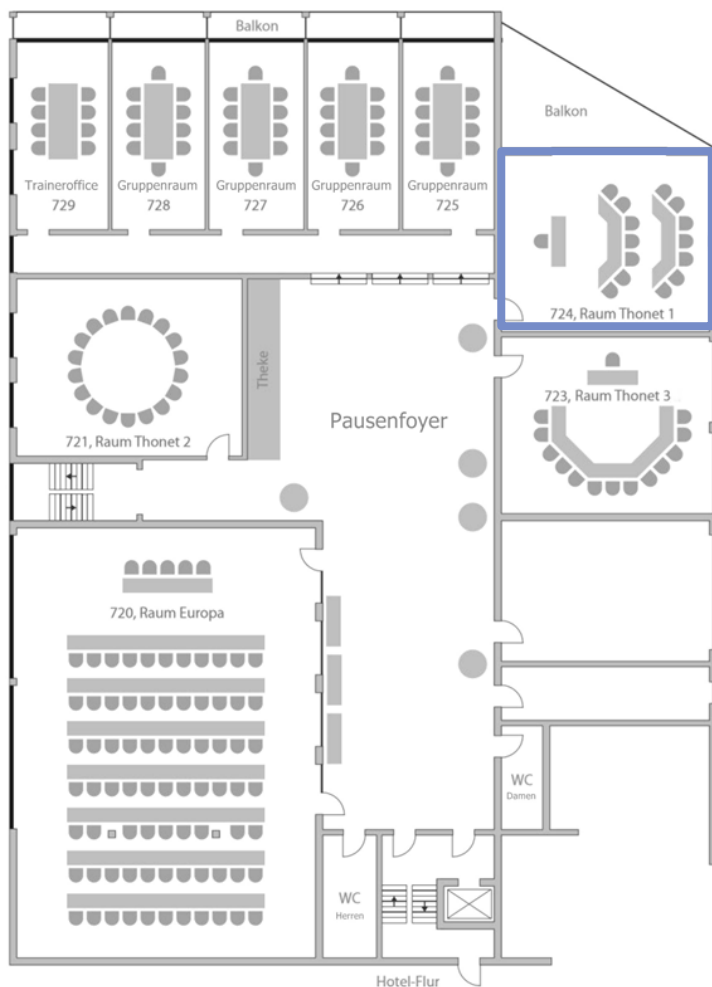 Balkon
Balkon
Traineroffice
729
Gruppenraum
728
Gruppenraum
727
Gruppenraum
726
Gruppenraum
725
724, Raum Thonet 1
Theke
723, Raum Thonet 3
Pausenfoyer
721, Raum Thonet 2
720, Raum Europa
WC
Damen
WC
Herren
Hotel-Flur